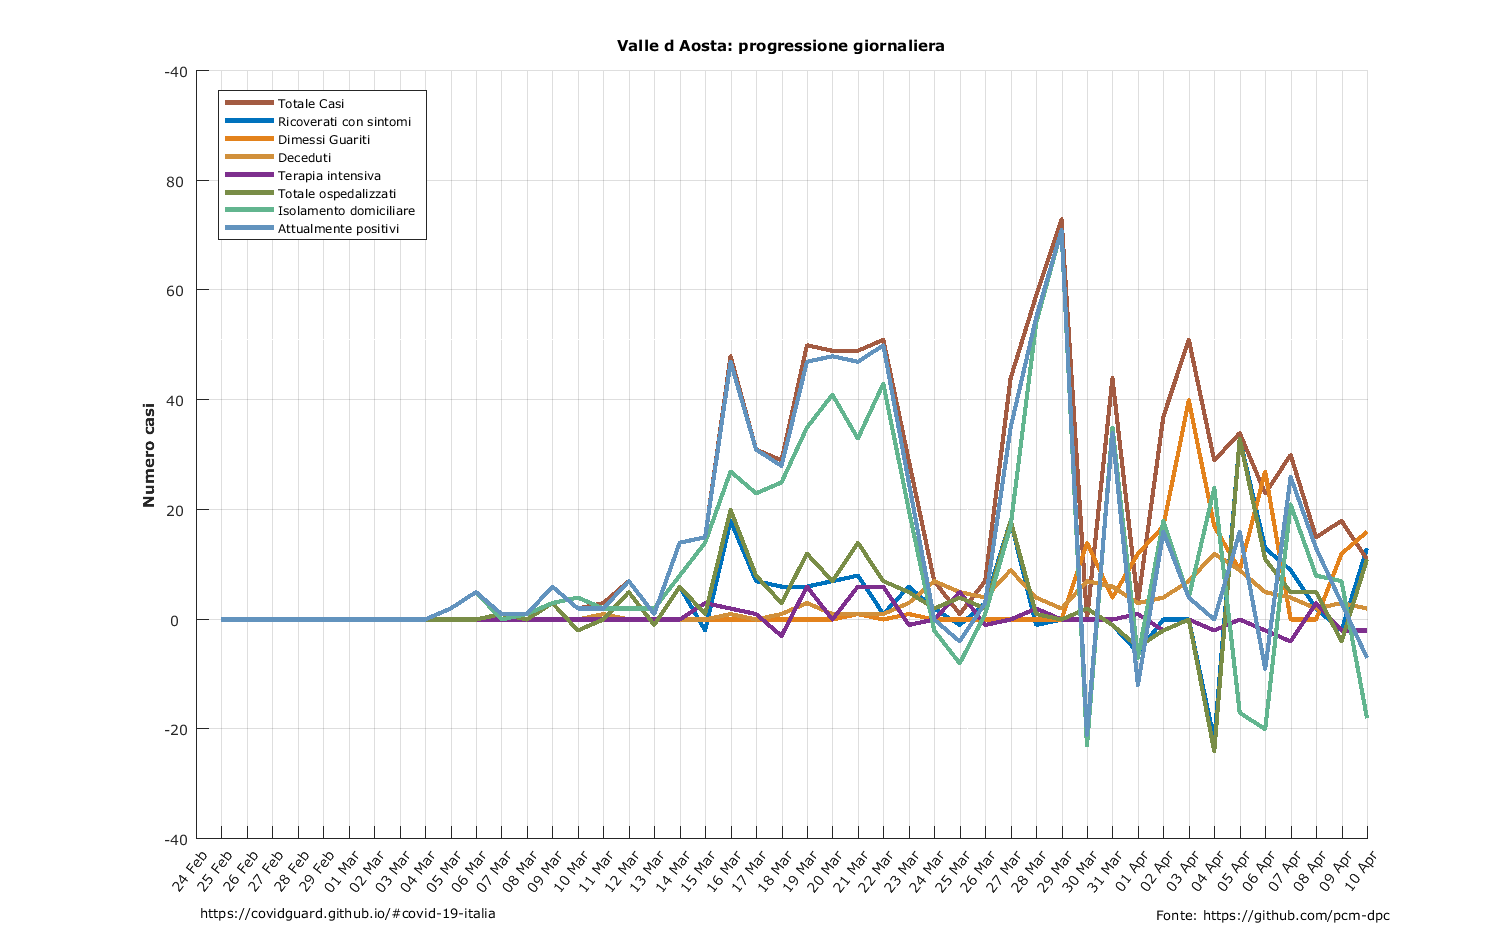 Valle d Aosta: progressione giornaliera
-40
80
60
40
20
0
-20
-40
Numero casi
Totale Casi
Ricoverati con sintomi
Dimessi Guariti
Deceduti
Terapia intensiva
Totale ospedalizzati
Isolamento domiciliare
Attualmente positivi
24 Feb
25 Feb
26 Feb
27 Feb
28 Feb
29 Feb
01 Mar
02 Mar
03 Mar
04 Mar
05 Mar
06 Mar
07 Mar
08 Mar
09 Mar
10 Mar
11 Mar
12 Mar
13 Mar
14 Mar
15 Mar
16 Mar
17 Mar
18 Mar
19 Mar
20 Mar
21 Mar
22 Mar
23 Mar
24 Mar
25 Mar
26 Mar
27 Mar
28 Mar
29 Mar
30 Mar
31 Mar
01 Apr
02 Apr
03 Apr
04 Apr
05 Apr
06 Apr
07 Apr
08 Apr
09 Apr
10 Apr
https://covidguard.github.io/#covid-19-italia
Fonte: https://github.com/pcm-dpc